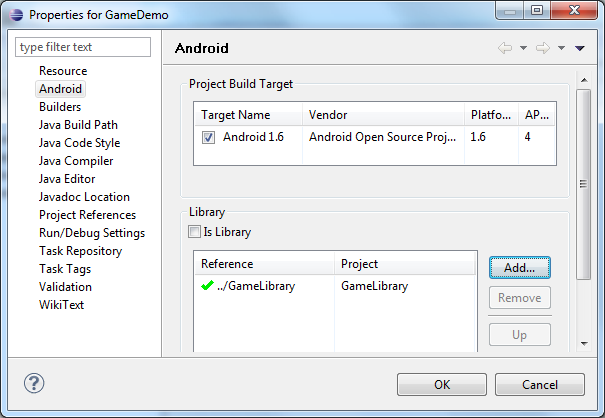 Properties for GameDemo
type filter text
Resource
Android
Builders
Java Build Path
Java Code Style
Java Compiler
Java Editor
Javadoc Location
Project References
Run/Debug Settings
Task Repository
Task Tags
Validation
WikiText
Android
Project Build Target
Target Name Vendor Platfo... AP...
Android 1.6 Android Open Source Proj... 1.6 4
Library
Is Library
Reference Project
../GameLibrary GameLibrary
Add...
Remove
Up
?
OK Cancel